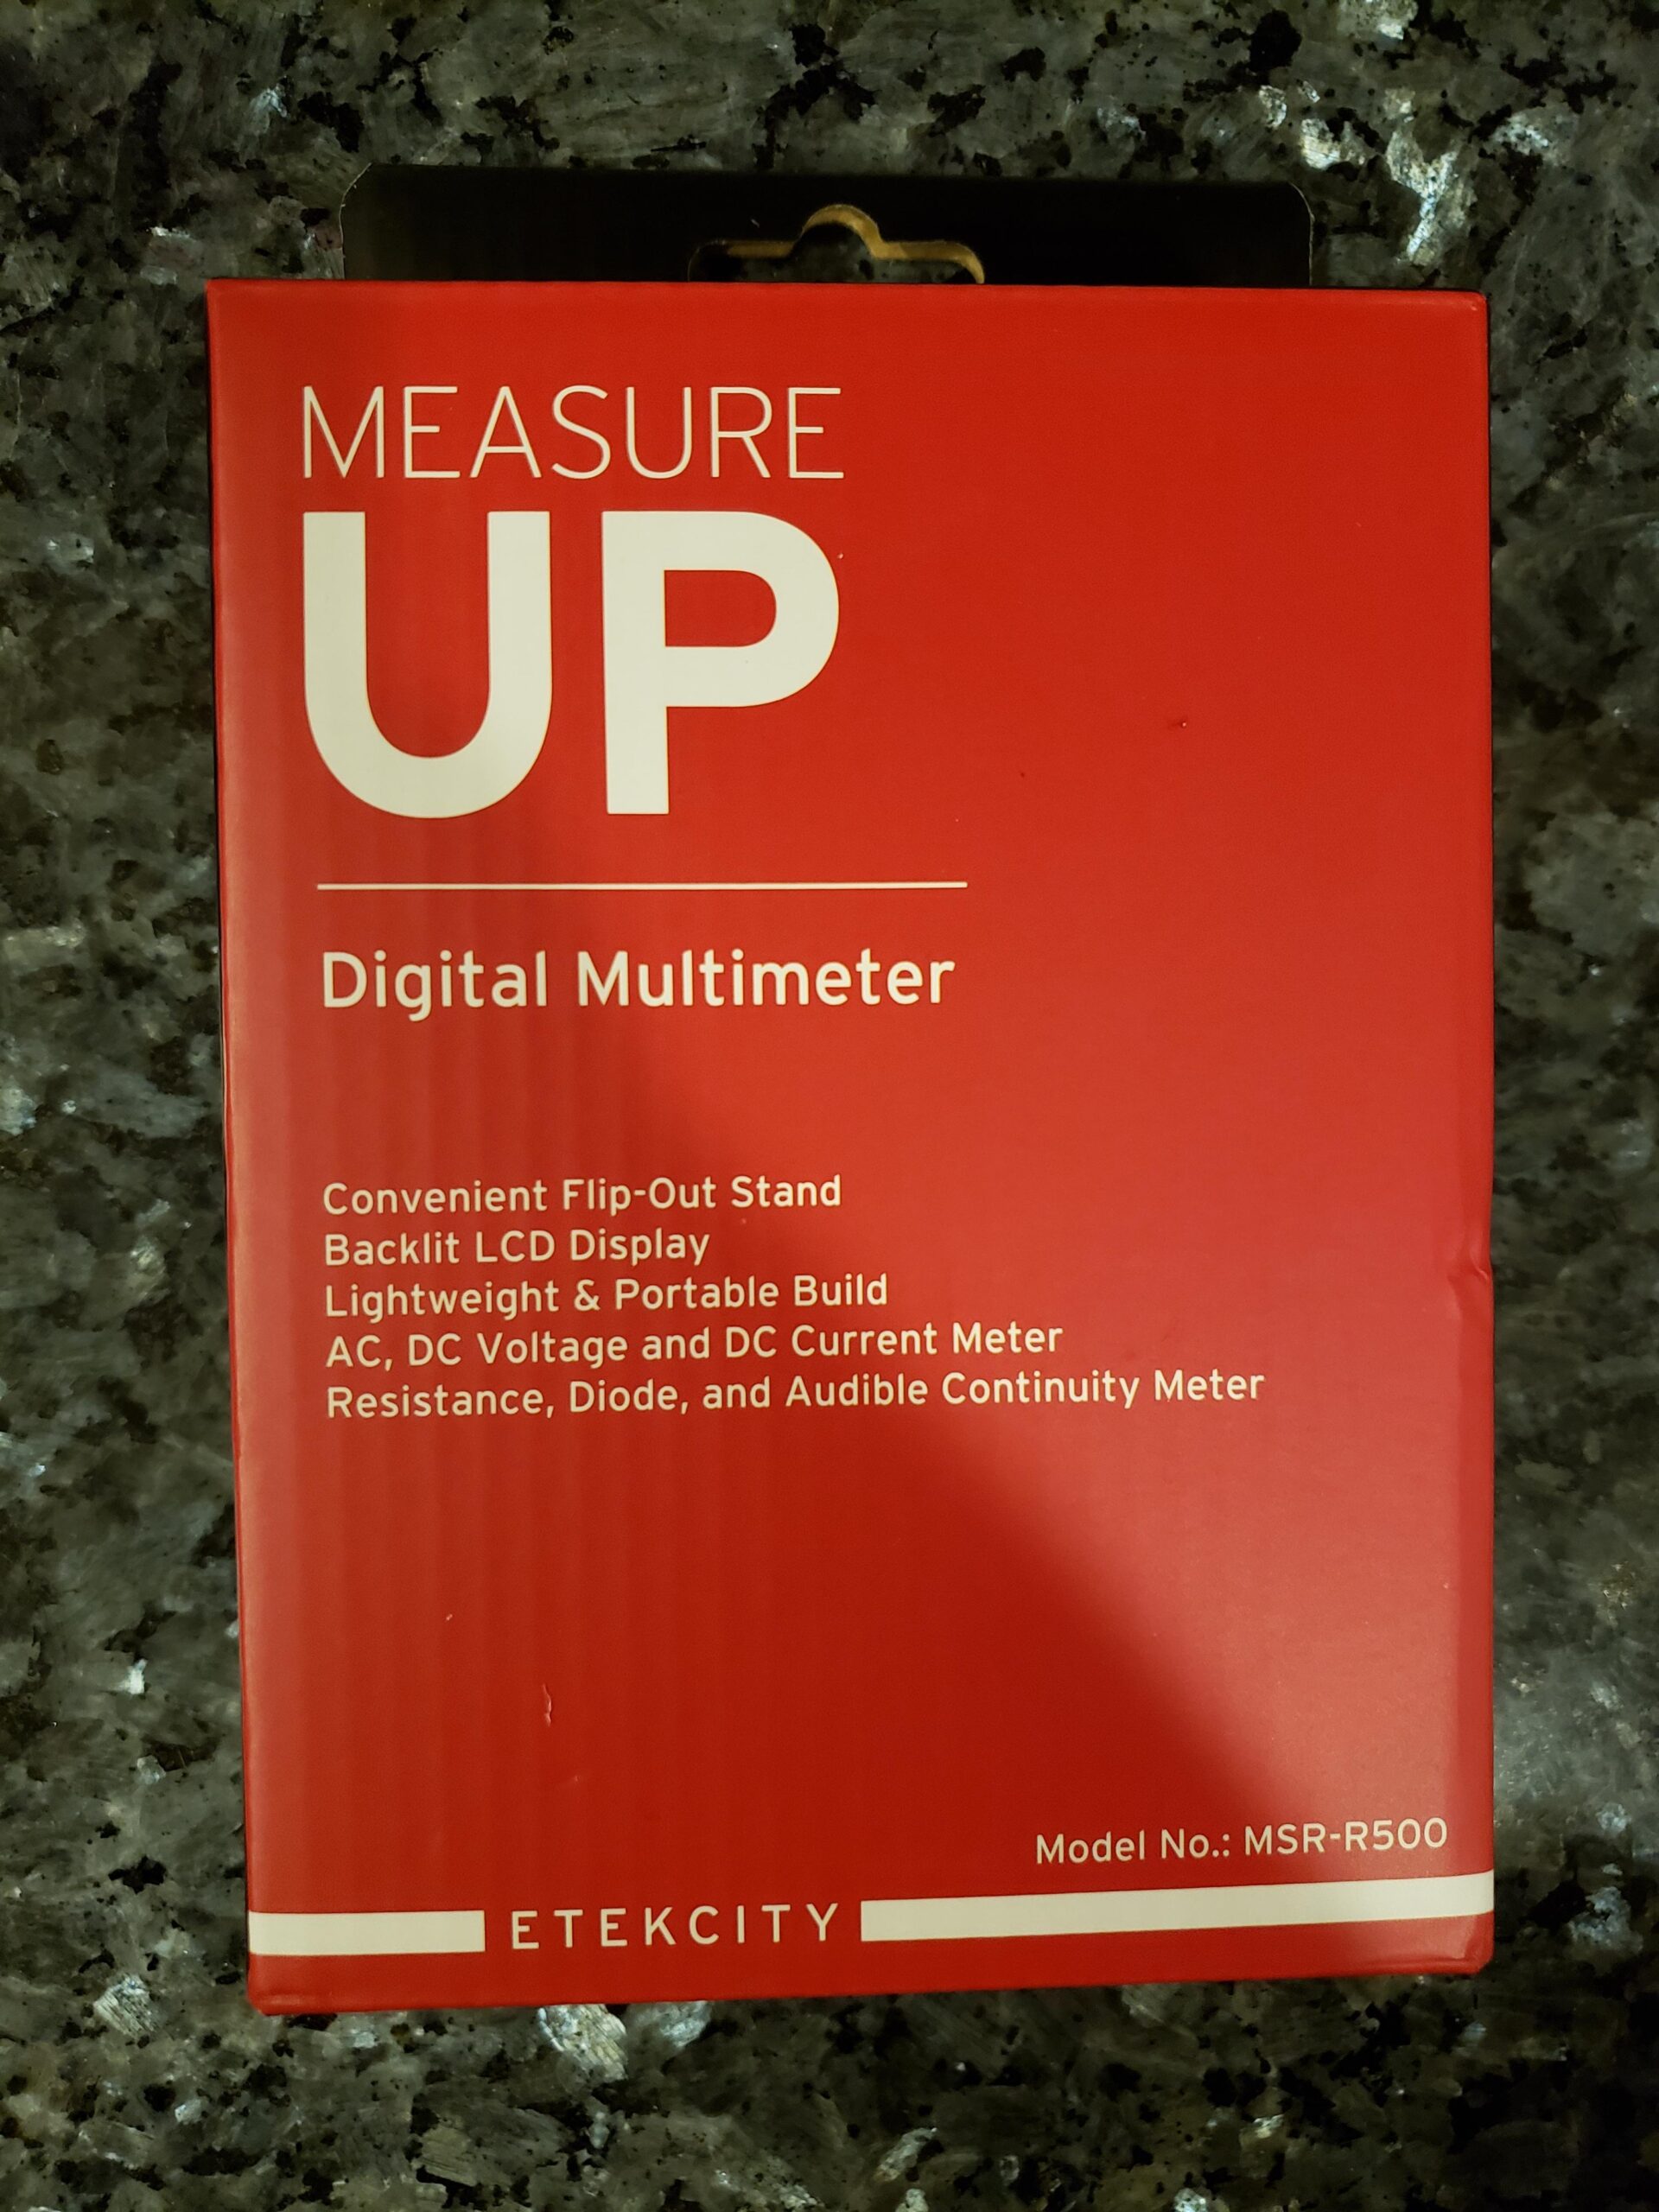 MEASURE
UP
Digital Multimeter
Convenient Flip-Out Stand
Backlit LCD Display
Lightweight & Portable Build
AC, DC Voltage and DC Current Meter
Resistance, Diode, and Audible Continuity Meter
Model No.: MSR-R500
ETEKCITY